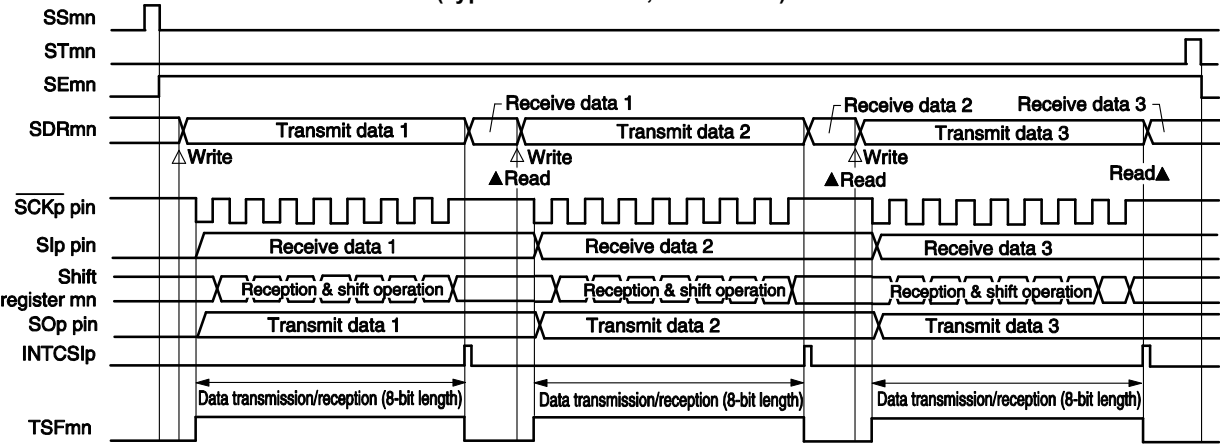 SSmn
STmn
SEmn
Receive data 1 Receive data 2 Receive data 3
SDRmn Transmit data 1 Transmit data 2 Transmit data 3
Write Write Write
Read Read Read
SCKp pin
SIp pin Receive data 1 Receive data 2 Receive data 3
Shift
register mn Reception & shift operation Reception & shift operation Reception & shift operation
SOp pin Transmit data 1 Transmit data 2 Transmit data 3
INTCSIp
Data transmission/reception (8-bit length) Data transmission/reception (8-bit length) Data transmission/reception (8-bit length)
TSFmn